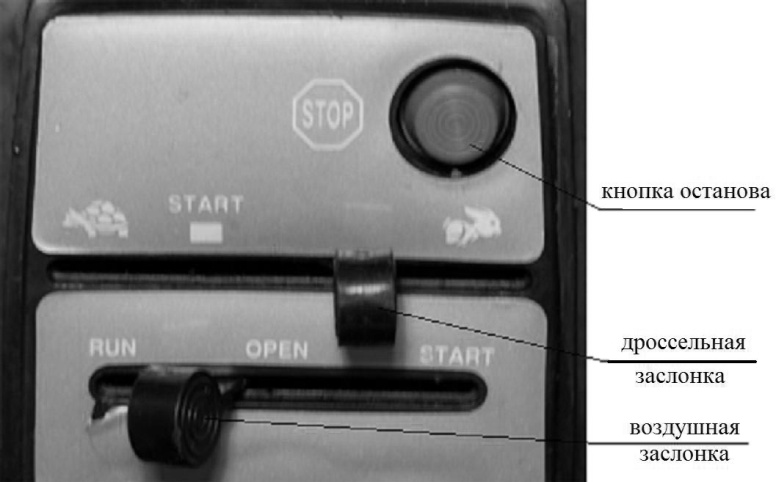 STOP
кнопка останова
START
дроссельная
заслонка
RUN OPEN START
воздушная
заслонка